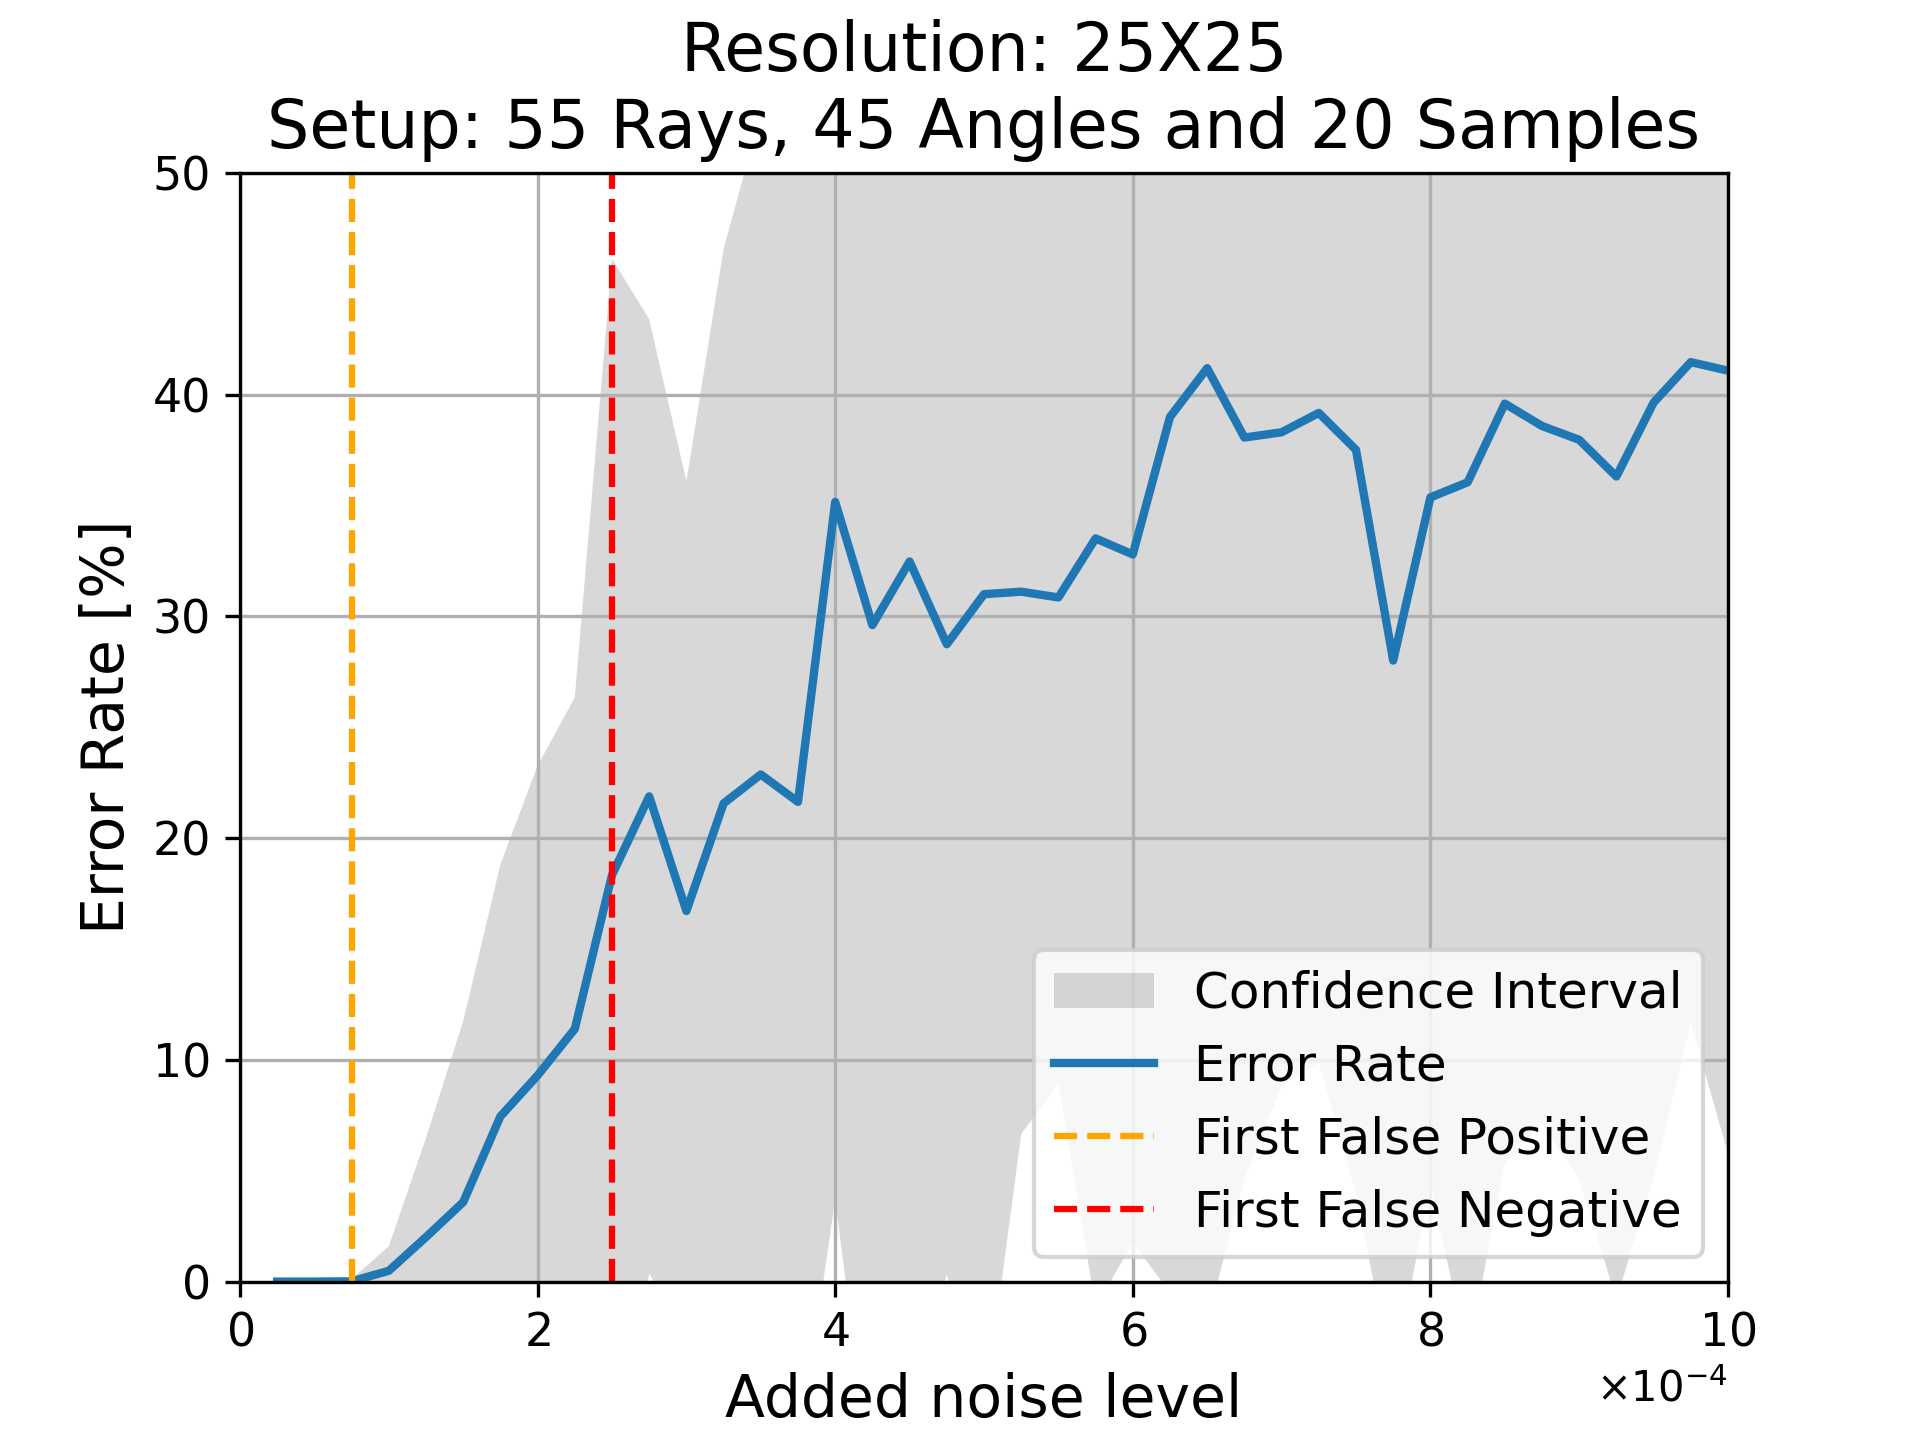 Resolution: 25X25
Setup: 55 Rays, 45 Angles and 20 Samples
50
40
30
20
10
0
Error Rate [%]
Confidence Interval
Error Rate
First False Positive
First False Negative
0 2 4 6 8 10
×10⁻⁴
Added noise level